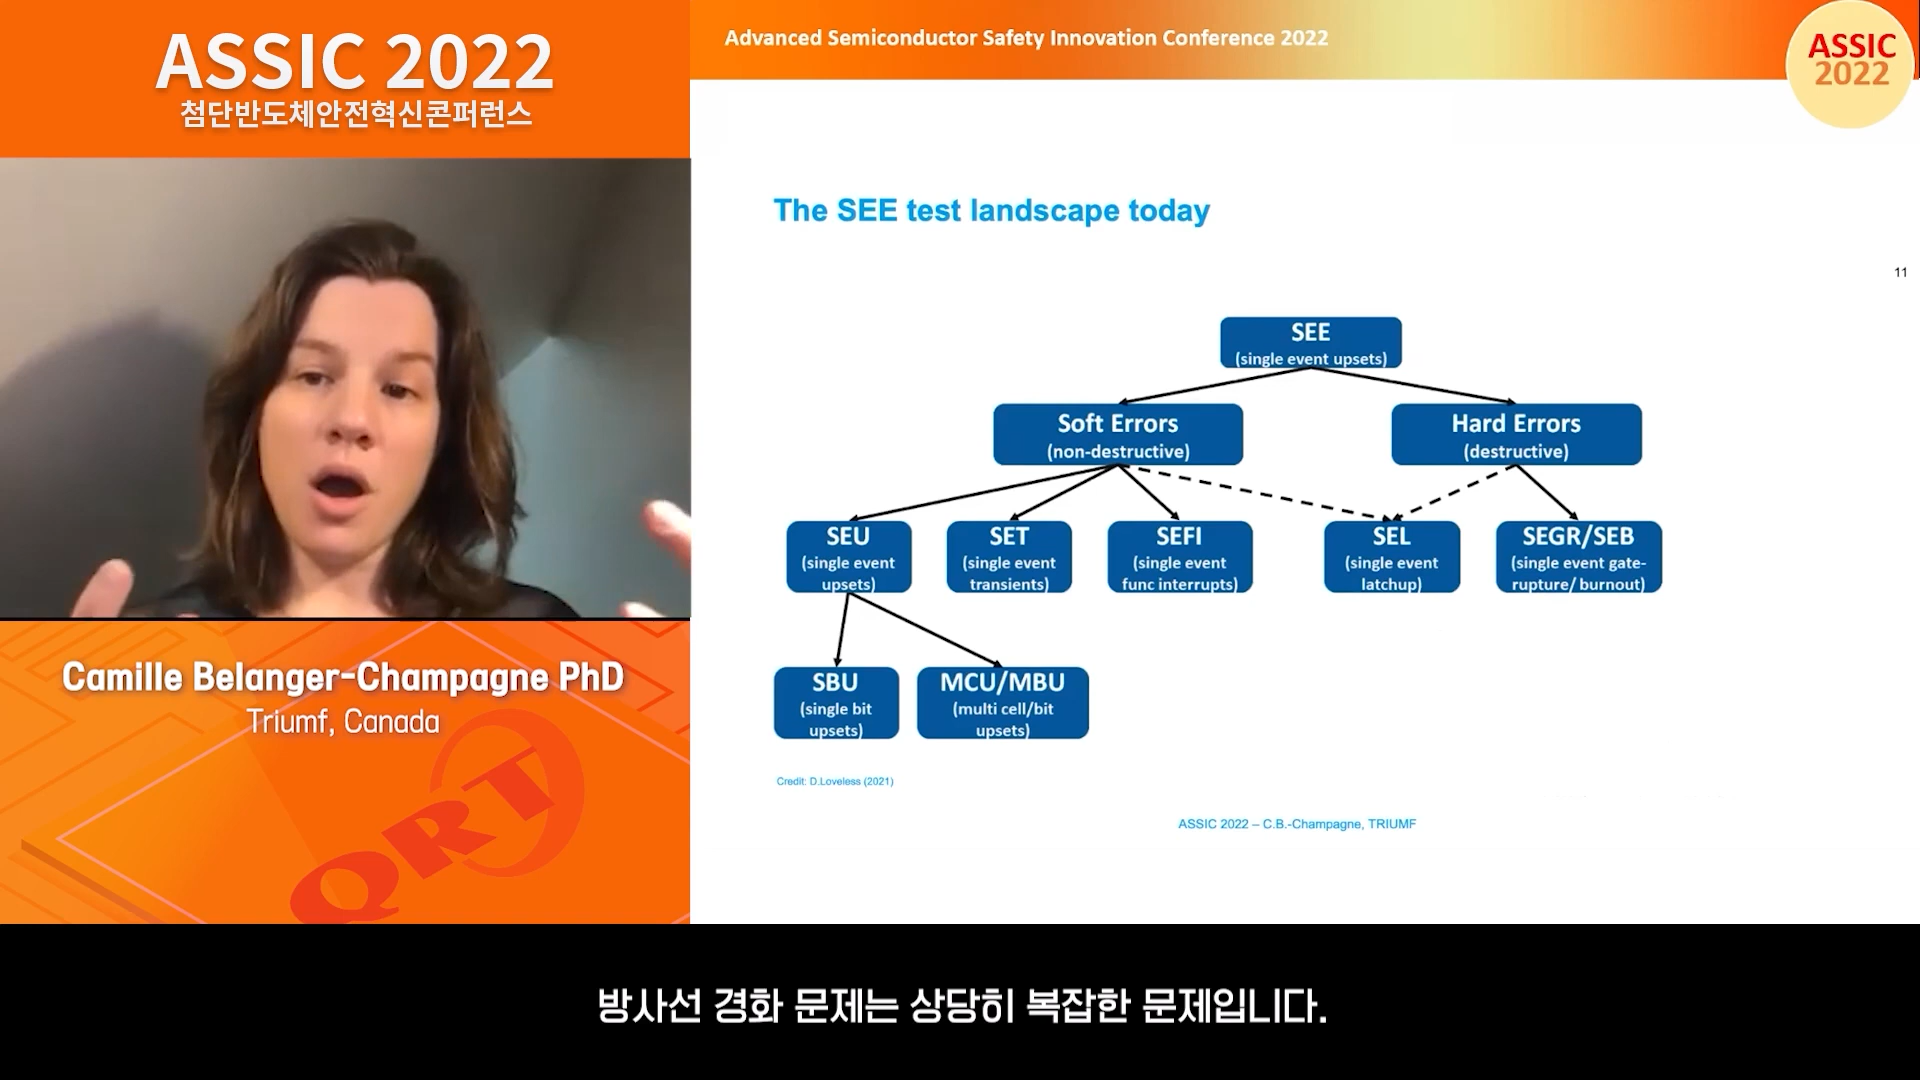 ASSIC 2022
첨단반도체안전혁신콘퍼런스
Advanced Semiconductor Safety Innovation Conference 2022
ASSIC
2022
The SEE test landscape today
11
SEE
(single event upsets)
Soft Errors
(non-destructive)
Hard Errors
(destructive)
SEU
(single event
upsets)
SET
(single event
transients)
SEFI
(single event
func interrupts)
SEL
(single event
latchup)
SEGR/SEB
(single event gate-
rupture/ burnout)
SBU
(single bit
upsets)
MCU/MBU
(multi cell/bit
upsets)
Credit: D.Loveless (2021)
ASSIC 2022 – C.B.-Champagne, TRIUMF
Camille Belanger-Champagne PhD
Triumf, Canada
QRT
방사선 경화 문제는 상당히 복잡한 문제입니다.